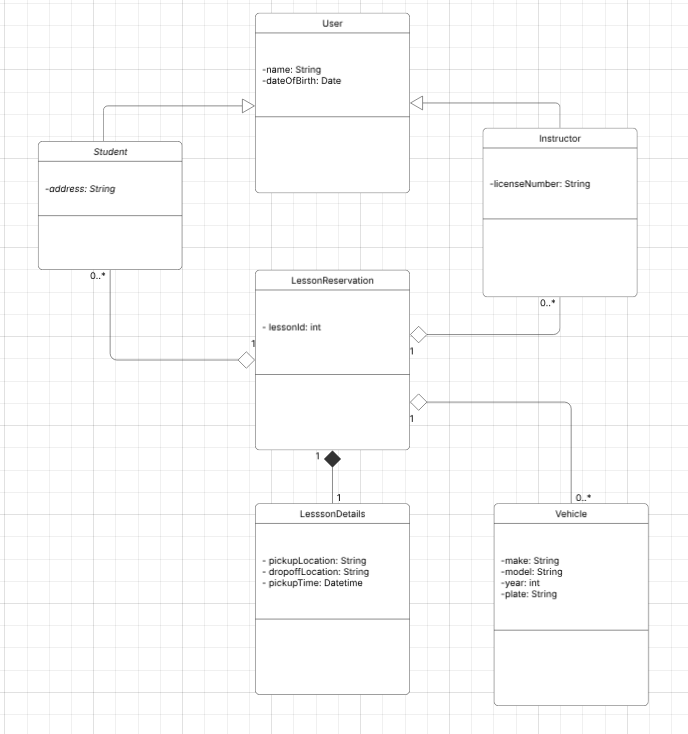 User
-name: String
-dateOfBirth: Date
Student
-address: String
Instructor
-licenseNumber: String
0..*
0..*
LessonReservation
- lessonId: int
1
1
1
1
1
0..*
LesssonDetails
- pickupLocation: String
- dropoffLocation: String
- pickupTime: Datetime
Vehicle
-make: String
-model: String
-year: int
-plate: String